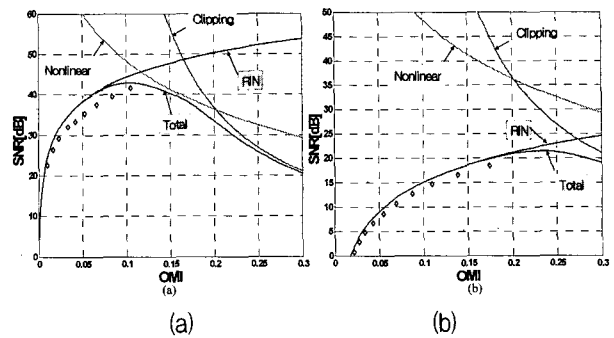 SNR[dB]
60
50
40
30
20
10
0
Clipping
Nonlinear
RIN
Total
0
0.05
0.1
0.15
0.2
0.25
0.3
OMI
(a)
(a)
SNR[dB]
50
45
40
35
30
25
20
15
10
5
0
Clipping
Nonlinear
RIN
Total
0
0.05
0.1
0.15
0.2
0.25
0.3
OMI
(b)
(b)